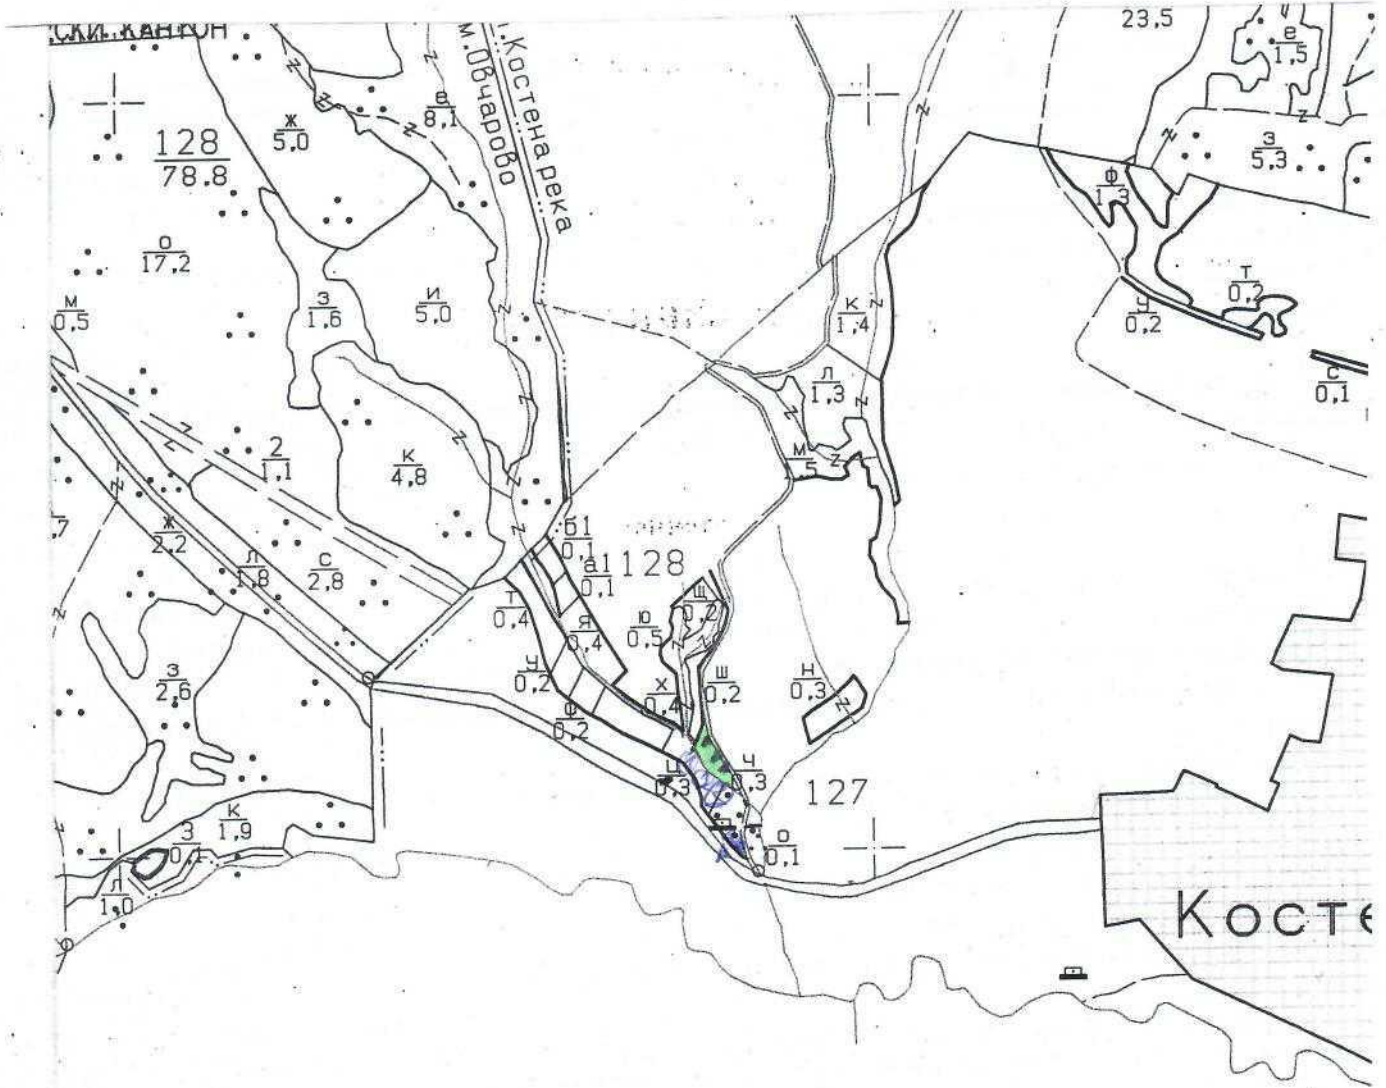 СКИ КАНТОН
м.Овчарово
Костена река
23,5
е
1,5
з
5,3
ж
5,0
в
8,1
128
78.8
ф
1,3
о
17,2
м
0,5
з
1,6
и
5,0
к
1,4
т
0,2
у
0,2
л
1,3
с
0,1
2
1,1
к
4,8
м
1,5
,7
ж
2,2
л
1,8
с
2,8
б1
0,1
а1
0,1
128
т
0,4
я
0,4
ю
0,5
щ
0,2
з
2,6
у
0,2
х
0,4
ш
0,2
н
0,3
ф
0,2
ц
0,3
ч
0,3
127
к
1,9
З
0,1
о
0,1
л
1,0
Косте